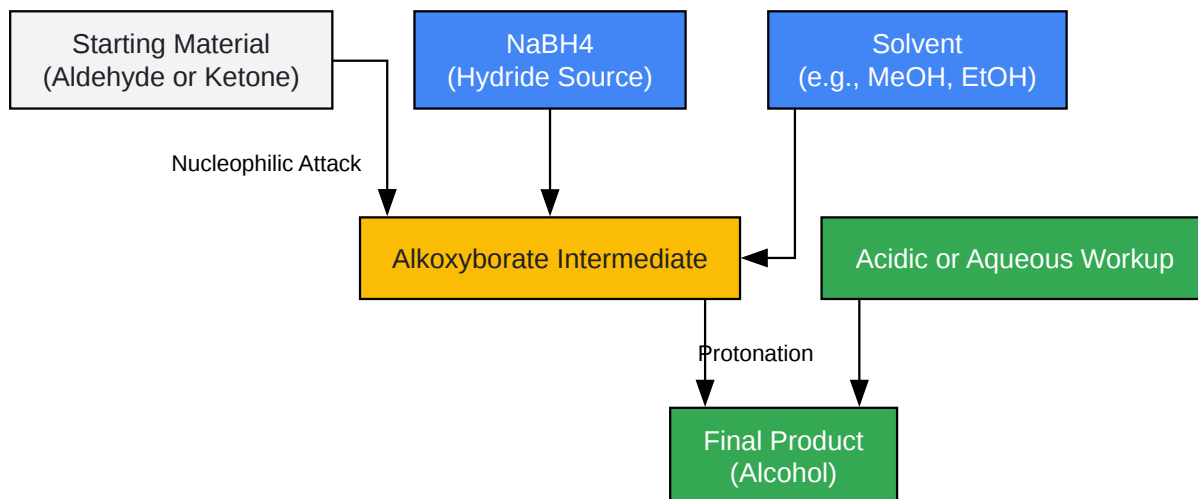 Starting Material
(Aldehyde or Ketone)
NaBH4
(Hydride Source)
Solvent
(e.g., MeOH, EtOH)
Nucleophilic Attack
Alkoxyborate Intermediate
Acidic or Aqueous Workup
Protonation
Final Product
(Alcohol)